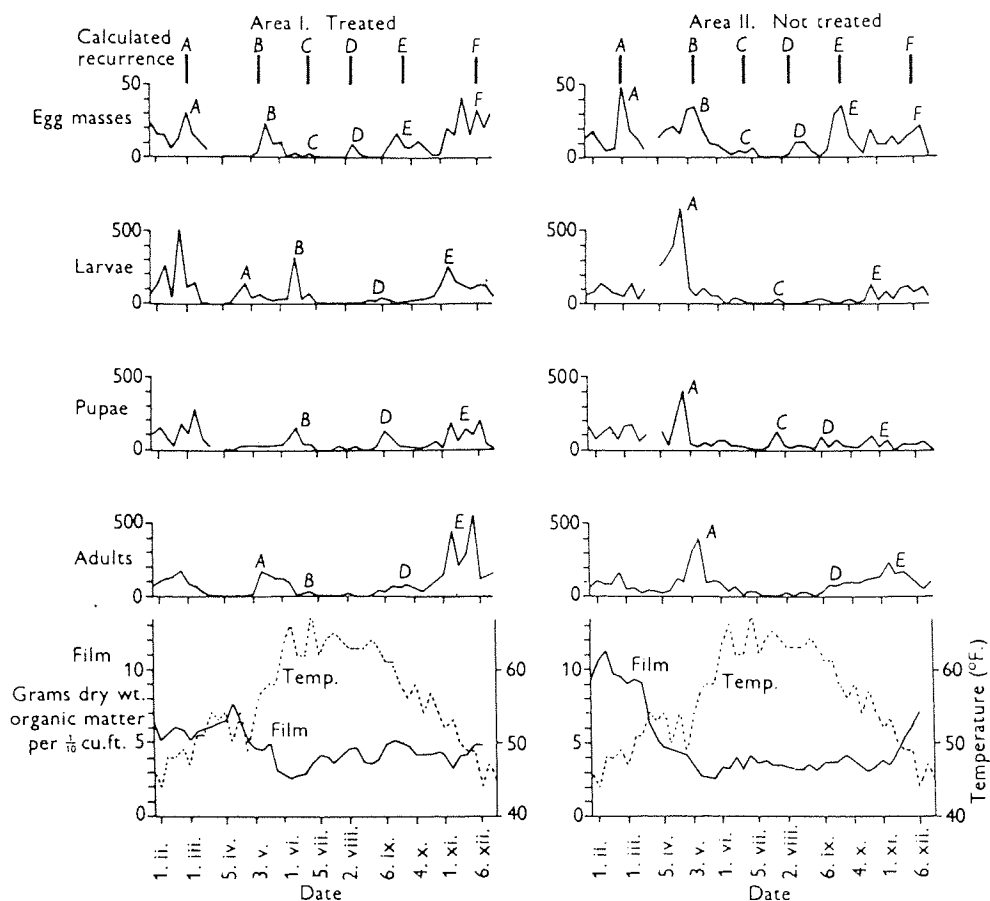 Area I. Treated
Area II. Not treated
Calculated recurrence
A B C D E F
A B C D E F
Egg masses
50
0
A B C D E F
50
0
A B C D E F
Larvae
500
0
A B D E
500
0
A C E
Pupae
500
0
B D E
500
0
A C D E
Adults
500
0
A B D E
500
0
A D E
Film
Grams dry wt.
organic matter
per 1/10 cu.ft.
10
5
0
Temp.
Film
60
50
40
10
5
0
Film
Temp.
60
50
40
Temperature (°F.)
1. ii.
1. iii.
5. iv.
3. v.
1. vi.
5. vii.
2. viii.
6. ix.
4. x.
1. xi.
6. xii.
1. ii.
1. iii.
5. iv.
3. v.
1. vi.
5. vii.
2. viii.
6. ix.
4. x.
1. xi.
6. xii.
Date
Date